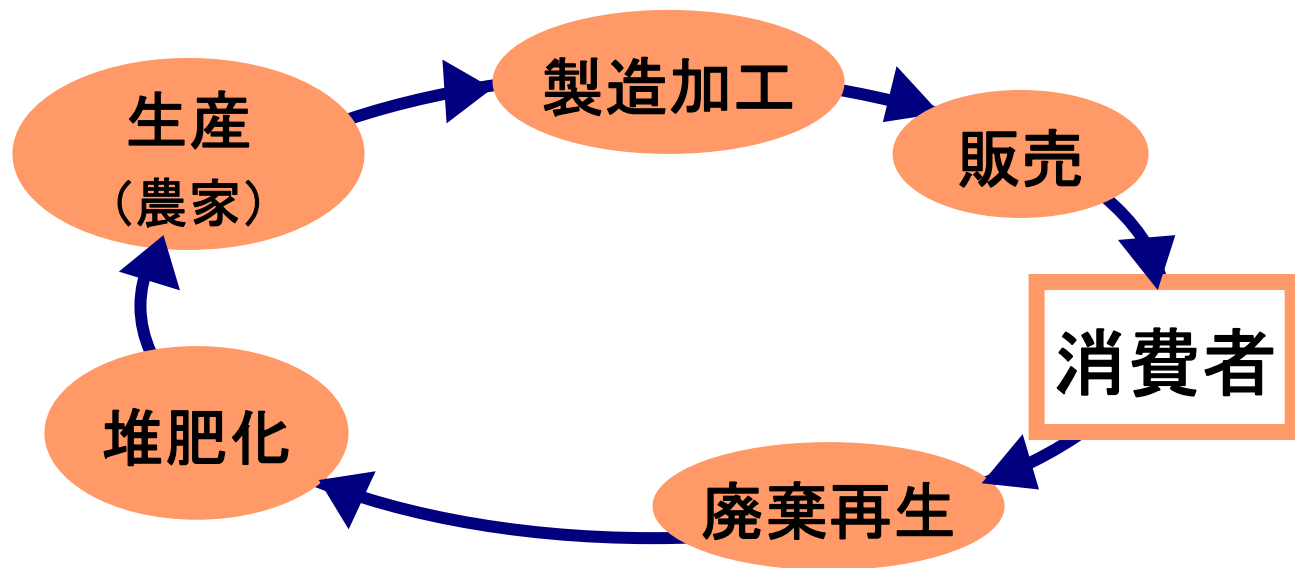 生産
（農家）
製造加工
販売
消費者
廃棄再生
堆肥化